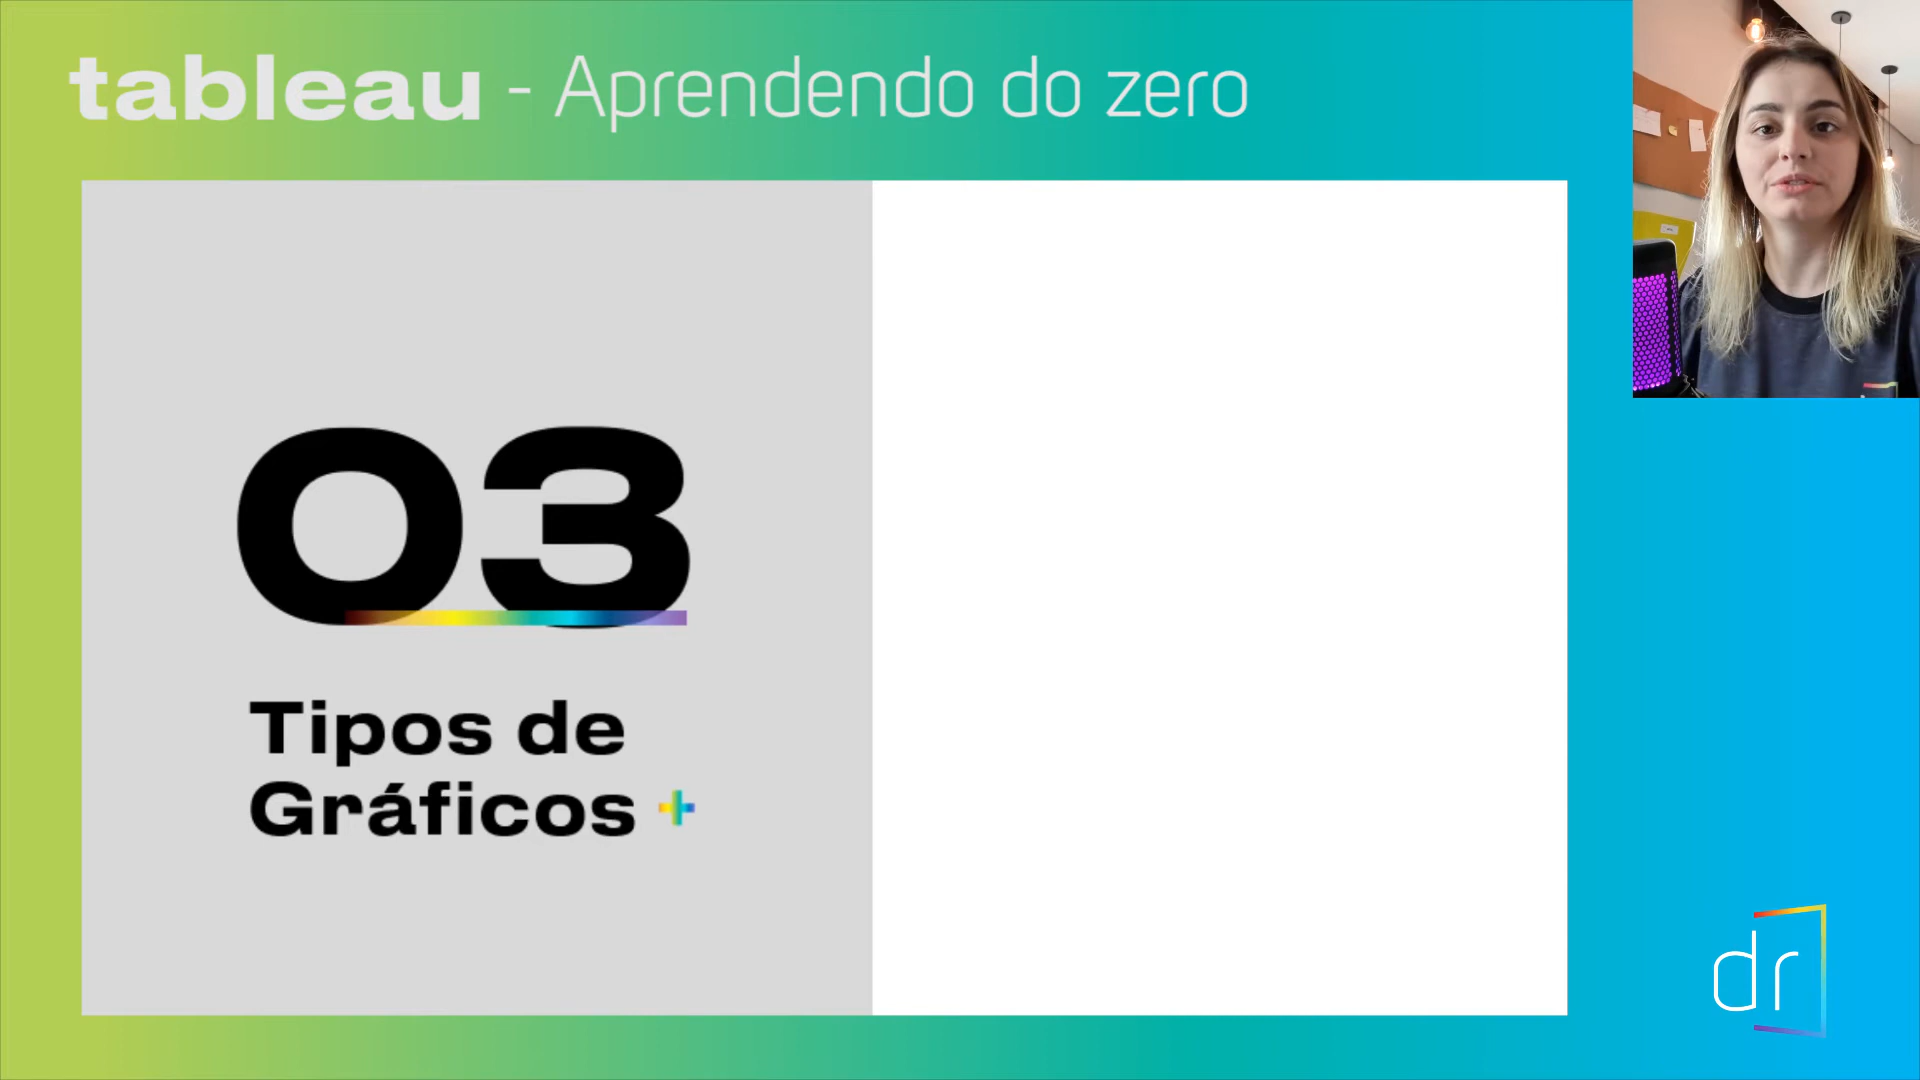 tableau - Aprendendo do zero
03
Tipos de
Gráficos +
dr